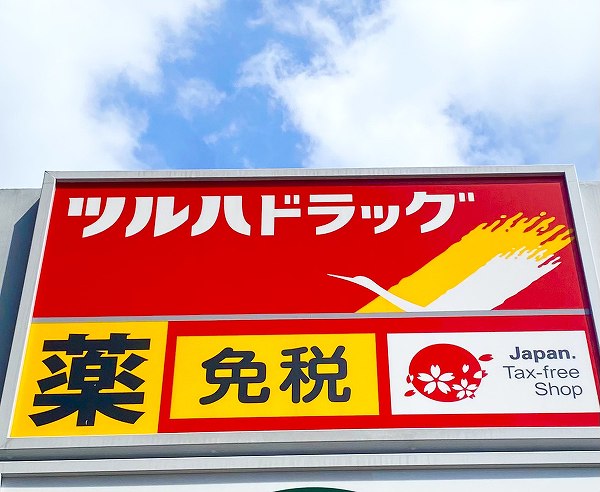 ツルハドラッグ
薬
免税
Japan.
Tax-free
Shop